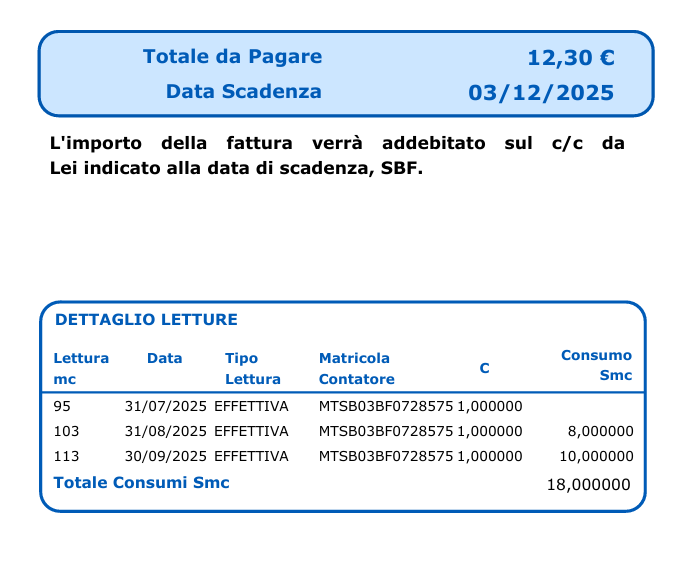 Totale da Pagare 12,30 €
Data Scadenza 03/12/2025
L'importo della fattura verrà addebitato sul c/c da
Lei indicato alla data di scadenza, SBF.
DETTAGLIO LETTURE
Lettura mc Data Tipo Lettura Matricola Contatore C Consumo Smc
95 31/07/2025 EFFETTIVA MTSB03BF0728575 1,000000
103 31/08/2025 EFFETTIVA MTSB03BF0728575 1,000000 8,000000
113 30/09/2025 EFFETTIVA MTSB03BF0728575 1,000000 10,000000
Totale Consumi Smc 18,000000